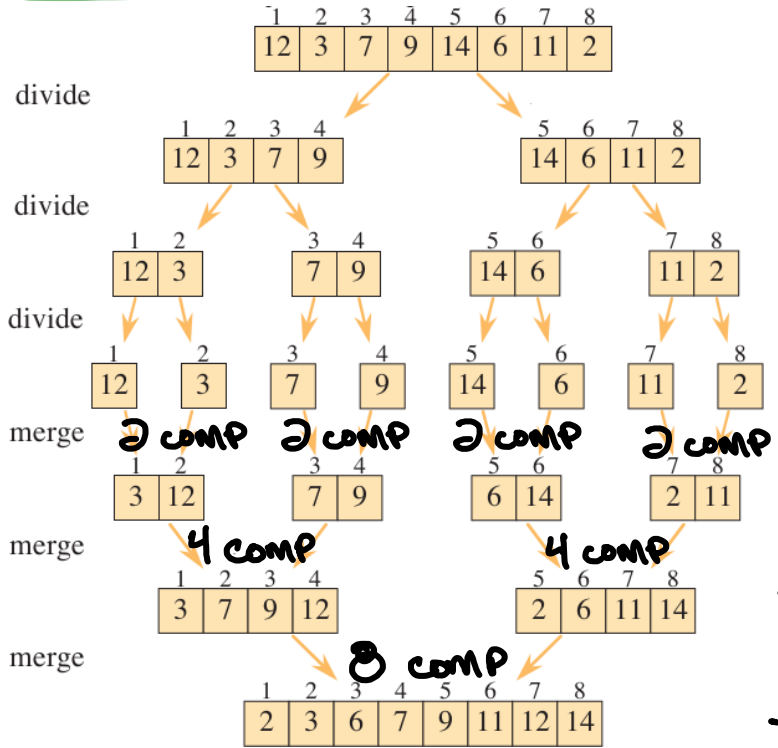 1 2 3 4 5 6 7 8
12 3 7 9 14 6 11 2
divide
1 2 3 4 5 6 7 8
12 3 7 9 14 6 11 2
divide
1 2 3 4 5 6 7 8
12 3 7 9 14 6 11 2
divide
1 2 3 4 5 6 7 8
12 3 7 9 14 6 11 2
merge 2 comp 2 comp 2 comp 2 comp
1 2 3 4 5 6 7 8
3 12 7 9 6 14 2 11
merge 4 comp 4 comp
1 2 3 4 5 6 7 8
3 7 9 12 2 6 11 14
merge 8 comp
1 2 3 4 5 6 7 8
2 3 6 7 9 11 12 14